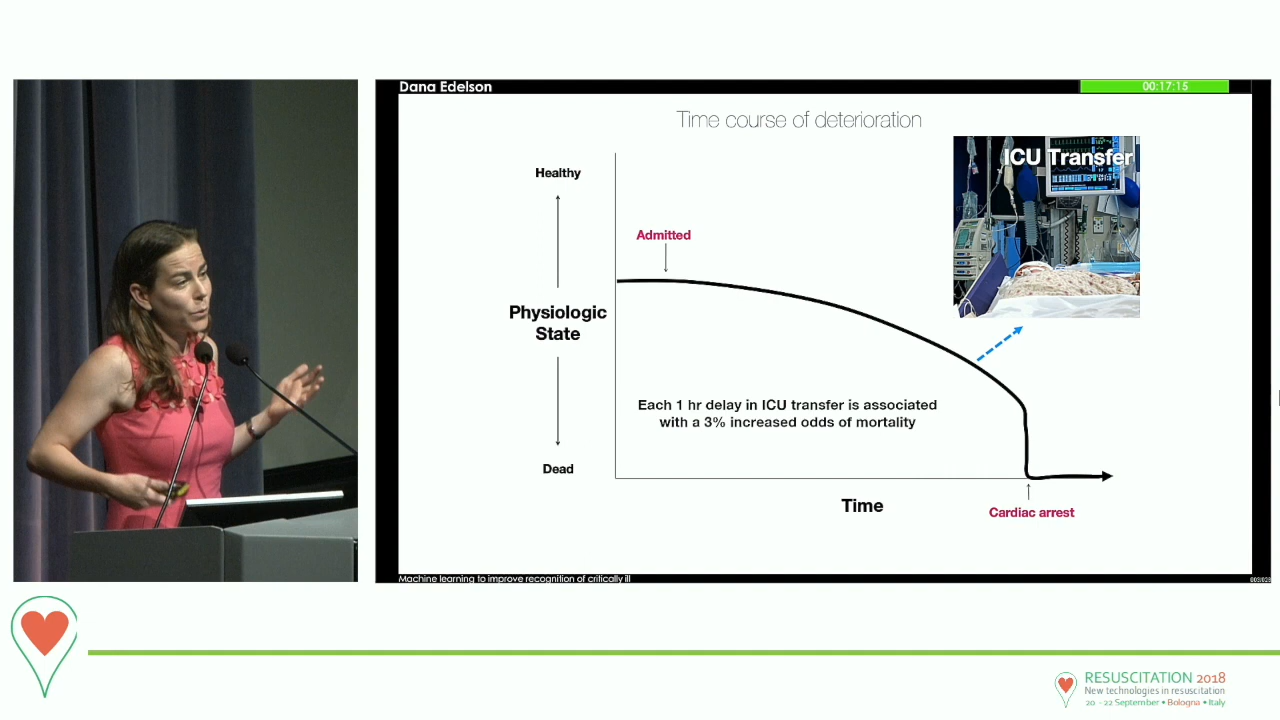 Dana Edelson
00:17:15
Time course of deterioration
ICU Transfer
Healthy
Admitted
Physiologic
State
Each 1 hr delay in ICU transfer is associated
with a 3% increased odds of mortality
Dead
Time
Cardiac arrest
Machine learning to improve recognition of critically ill
RESUSCITATION 2018
New technologies in resuscitation
20 - 22 September • Bologna • Italy